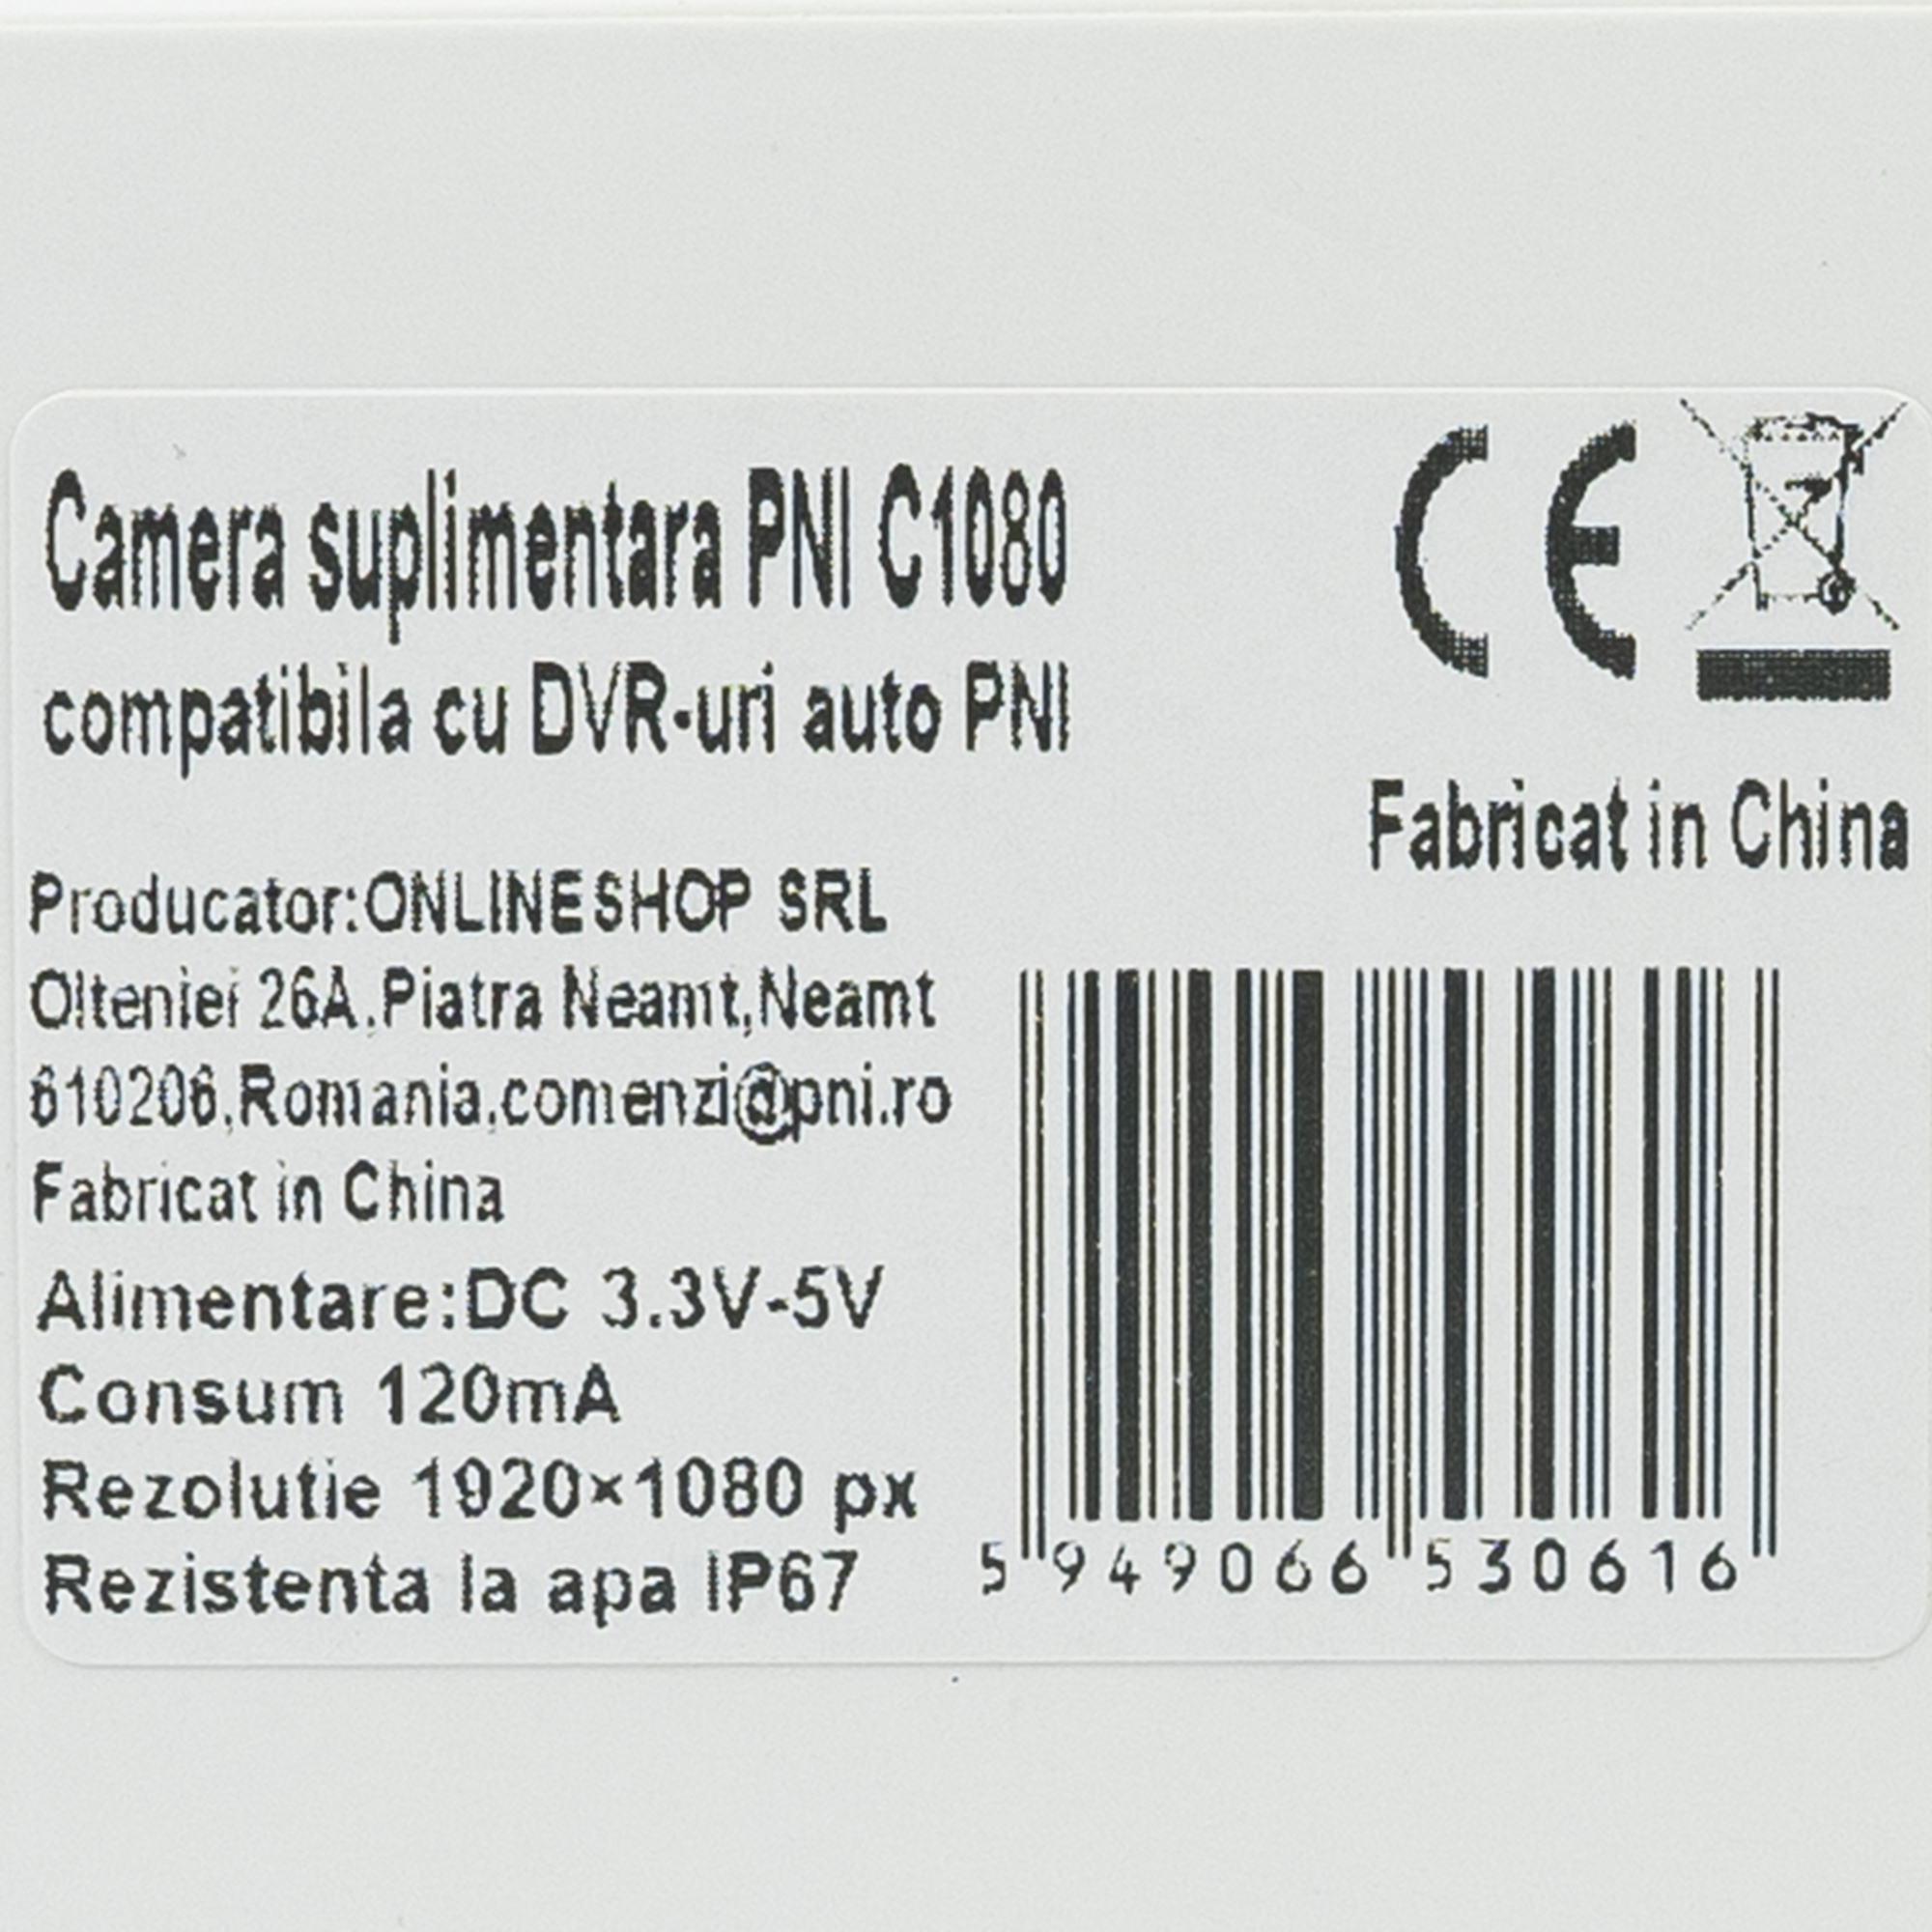 Camera suplimentara PNI C1080
compatibila cu DVR-uri auto PNI
CE
Fabricat in China
Producator:ONLINESHOP SRL
Olteniei 26A,Piatra Neamt,Neamt
610206,Romania,comenzi@pni.ro
Fabricat in China
Alimentare:DC 3.3V-5V
Consum 120mA
Rezolutie 1920×1080 px
Rezistenta la apa IP67
5 949066 530616